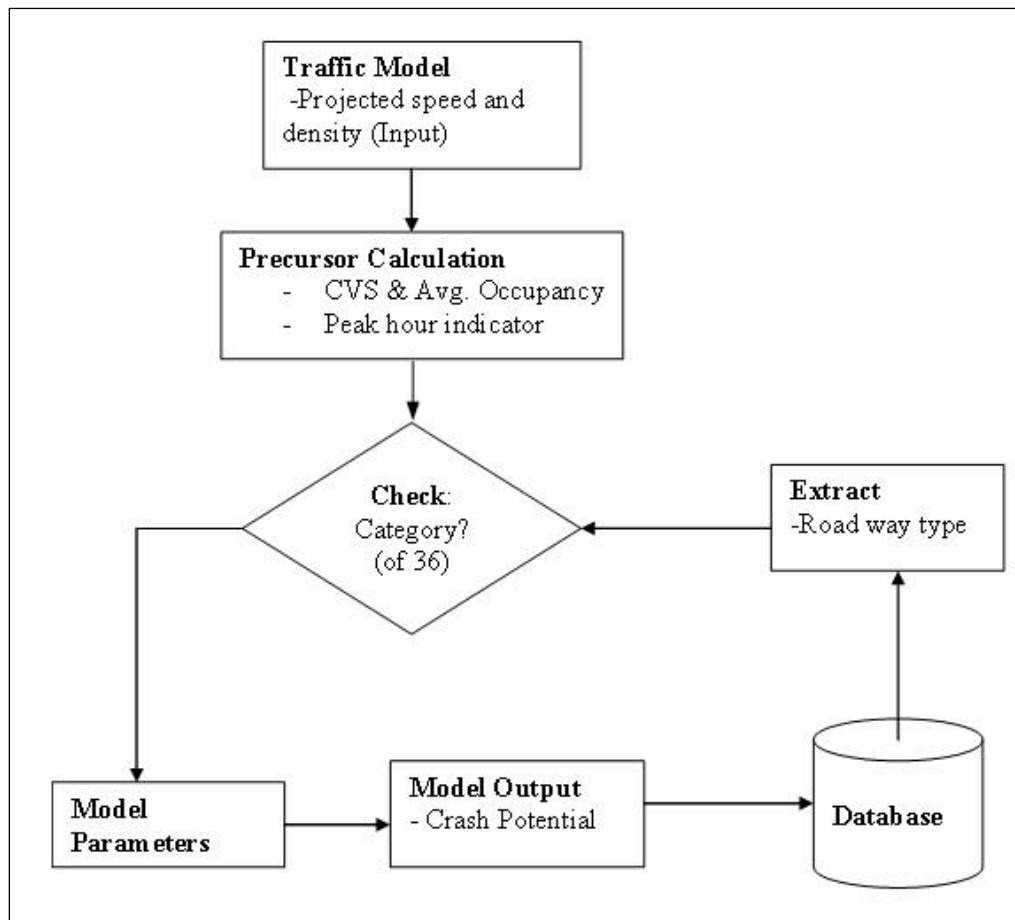 Traffic Model
-Projected speed and
density (Input)
Precursor Calculation
- CVS & Avg. Occupancy
- Peak hour indicator
Check:
Category?
(of 36)
Extract
-Road way type
Model
Parameters
Model Output
- Crash Potential
Database